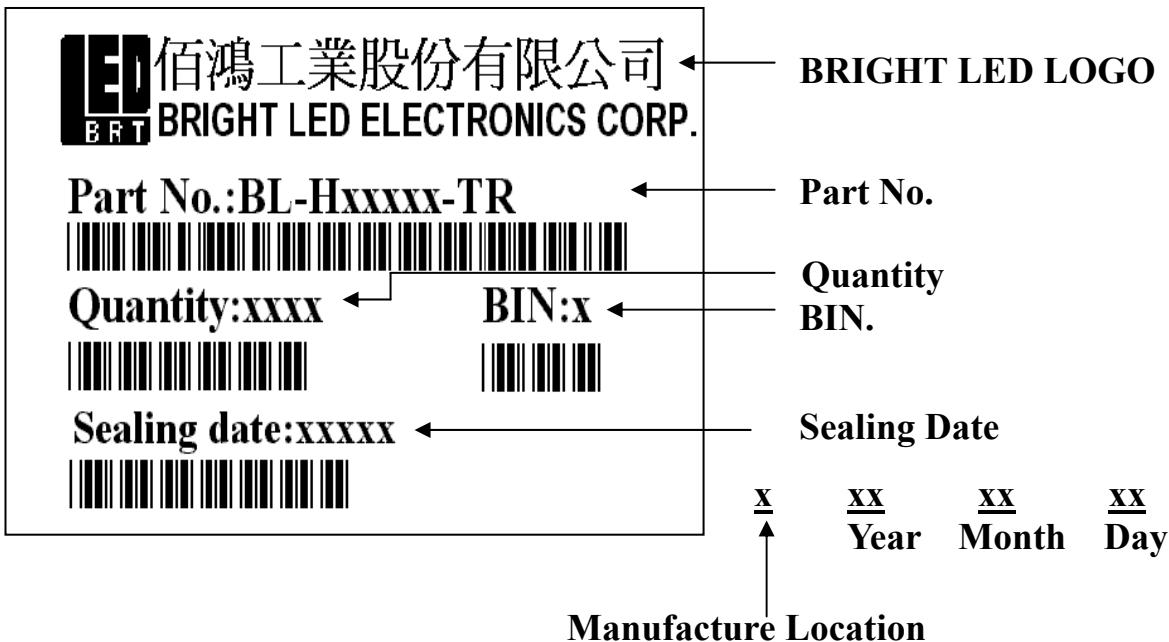 LED 佰鴻工業股份有限公司
BRT BRIGHT LED ELECTRONICS CORP.
BRIGHT LED LOGO
Part No.:BL-Hxxxxx-TR
Part No.
Quantity:xxxx BIN:x
Quantity
BIN.
Sealing date:xxxxx
Sealing Date
x xx xx xx
Year Month Day
Manufacture Location